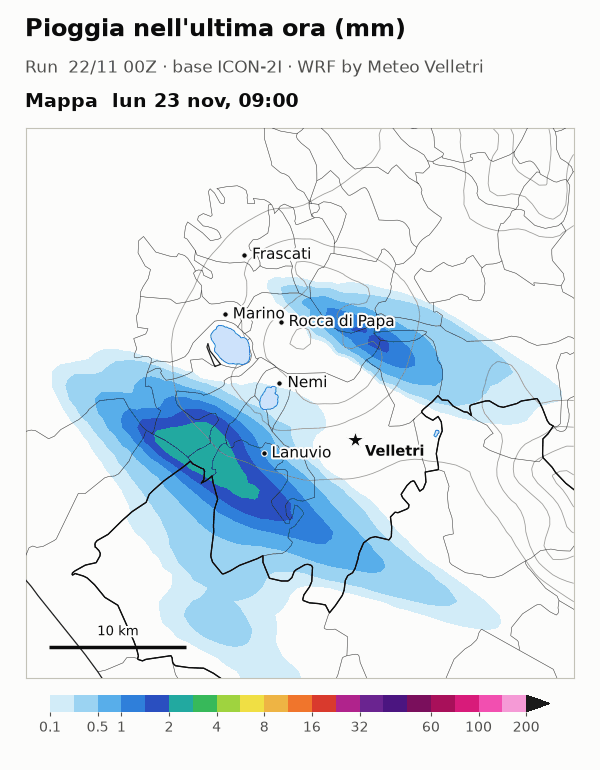 Pioggia nell'ultima ora (mm)
Run 22/11 00Z · base ICON-2I · WRF by Meteo Velletri
Mappa lun 23 nov, 09:00
Frascati
Marino
Rocca di Papa
Nemi
Velletri
Lanuvio
10 km
0.1 0.5 1 2 4 8 16 32 60 100 200